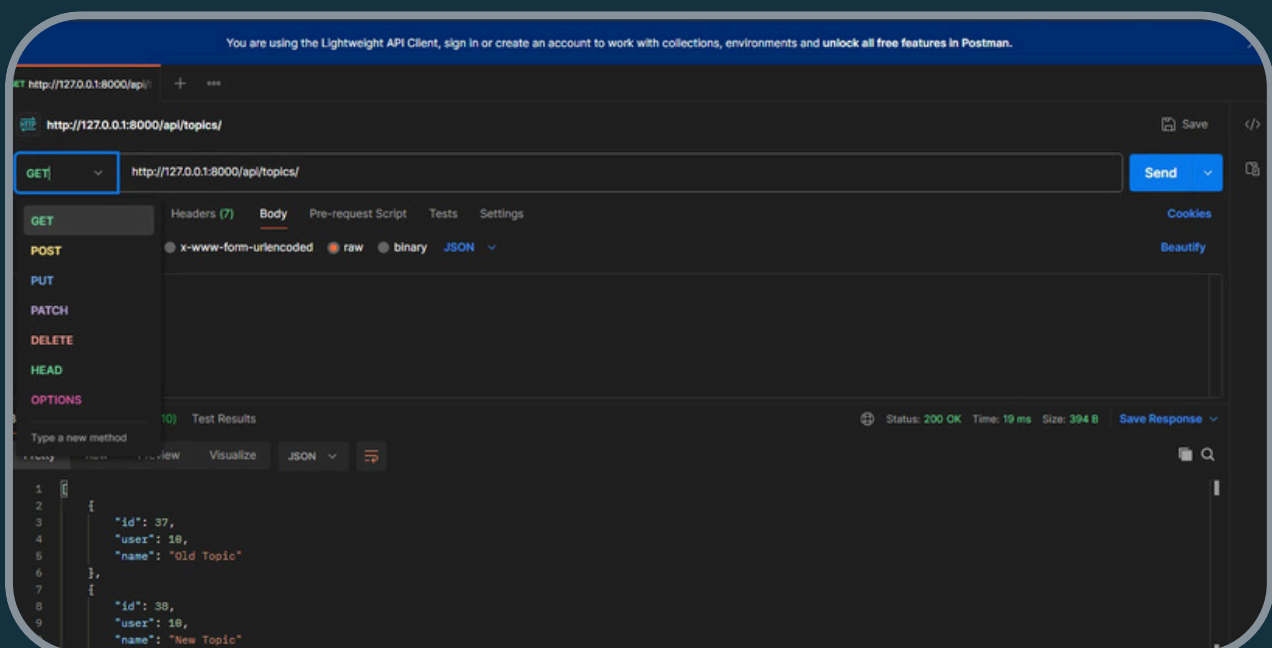 You are using the Lightweight API Client, sign in or create an account to work with collections, environments and unlock all free features in Postman.
GET http://127.0.0.1:8000/api/
http://127.0.0.1:8000/api/topics/
Save
</>
GET
http://127.0.0.1:8000/api/topics/
Send
Headers (7) Body Pre-request Script Tests Settings
Cookies
x-www-form-urlencoded raw binary JSON
Beautify
GET
POST
PUT
PATCH
DELETE
HEAD
OPTIONS
Type a new method
10) Test Results
Status: 200 OK Time: 19 ms Size: 394 B Save Response
Pretty Raw Preview Visualize JSON
1 [
2 {
3 "id": 37,
4 "user": 10,
5 "name": "Old Topic"
6 },
7 {
8 "id": 38,
9 "user": 10,
"name": "New Topic"